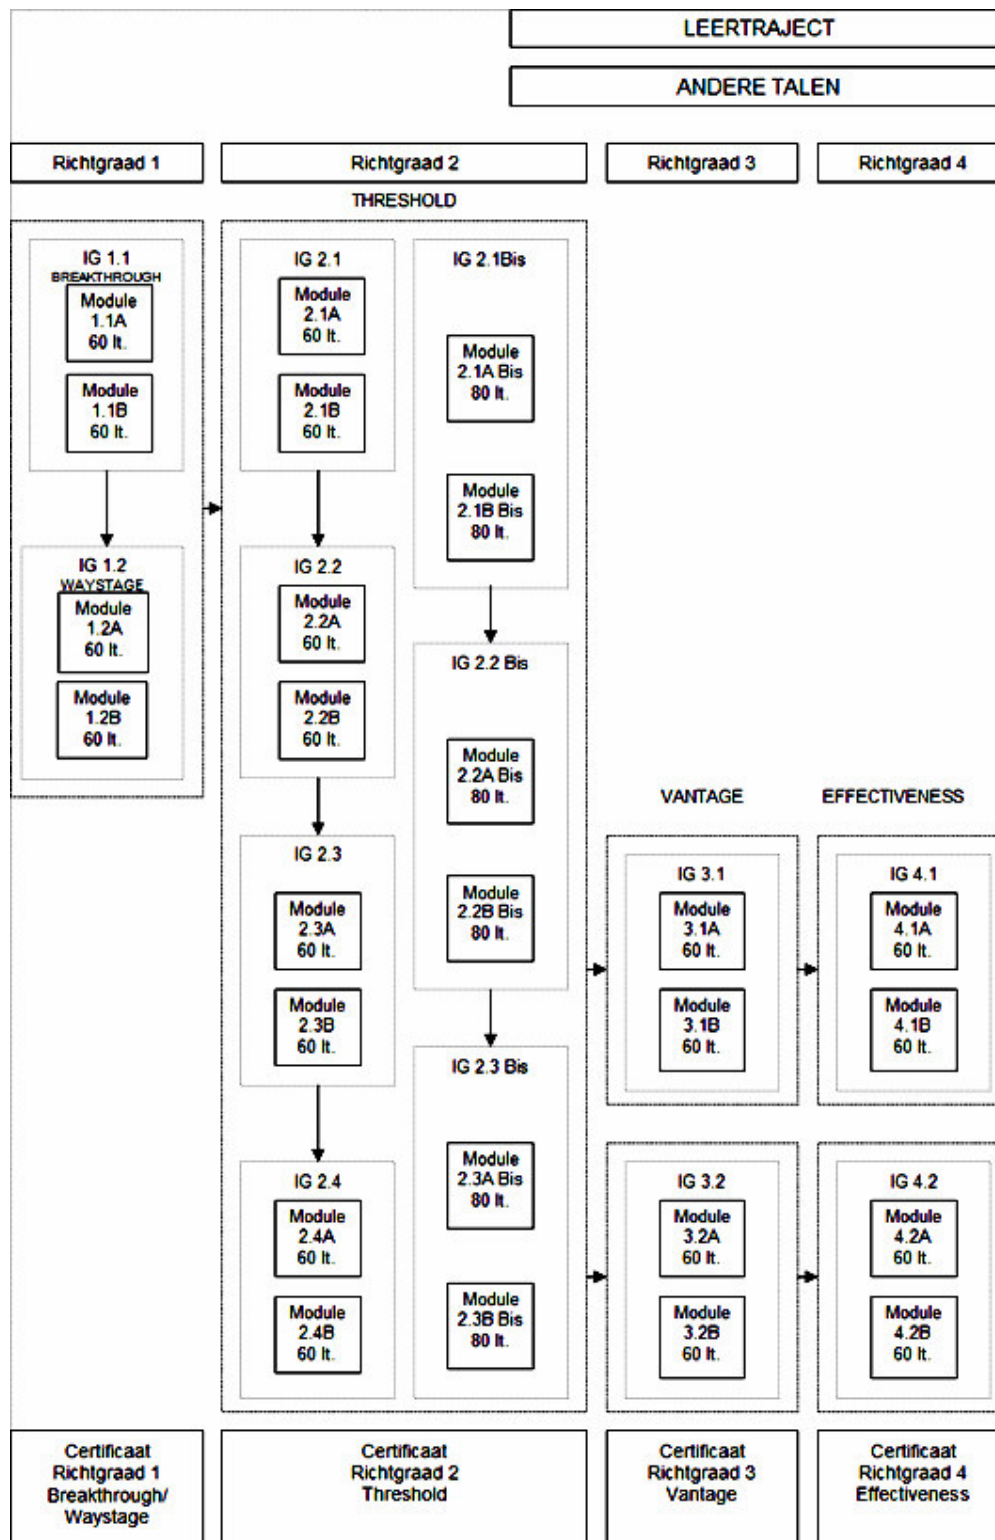 LEERTRAJECT
ANDERE TALEN
Richtgraad 1
Richtgraad 2
Richtgraad 3
Richtgraad 4
THRESHOLD
IG 1.1
BREAKTHROUGH
Module
1.1A
60 lt.
Module
1.1B
60 lt.
IG 1.2
WAYSTAGE
Module
1.2A
60 lt.
Module
1.2B
60 lt.
IG 2.1
Module
2.1A
60 lt.
Module
2.1B
60 lt.
IG 2.2
Module
2.2A
60 lt.
Module
2.2B
60 lt.
IG 2.3
Module
2.3A
60 lt.
Module
2.3B
60 lt.
IG 2.4
Module
2.4A
60 lt.
Module
2.4B
60 lt.
IG 2.1Bis
Module
2.1A Bis
80 lt.
Module
2.1B Bis
80 lt.
IG 2.2 Bis
Module
2.2A Bis
80 lt.
Module
2.2B Bis
80 lt.
IG 2.3 Bis
Module
2.3A Bis
80 lt.
Module
2.3B Bis
80 lt.
VANTAGE
IG 3.1
Module
3.1A
60 lt.
Module
3.1B
60 lt.
IG 3.2
Module
3.2A
60 lt.
Module
3.2B
60 lt.
EFFECTIVENESS
IG 4.1
Module
4.1A
60 lt.
Module
4.1B
60 lt.
IG 4.2
Module
4.2A
60 lt.
Module
4.2B
60 lt.
Certificaat
Richtgraad 1
Breakthrough/
Waystage
Certificaat
Richtgraad 2
Threshold
Certificaat
Richtgraad 3
Vantage
Certificaat
Richtgraad 4
Effectiveness